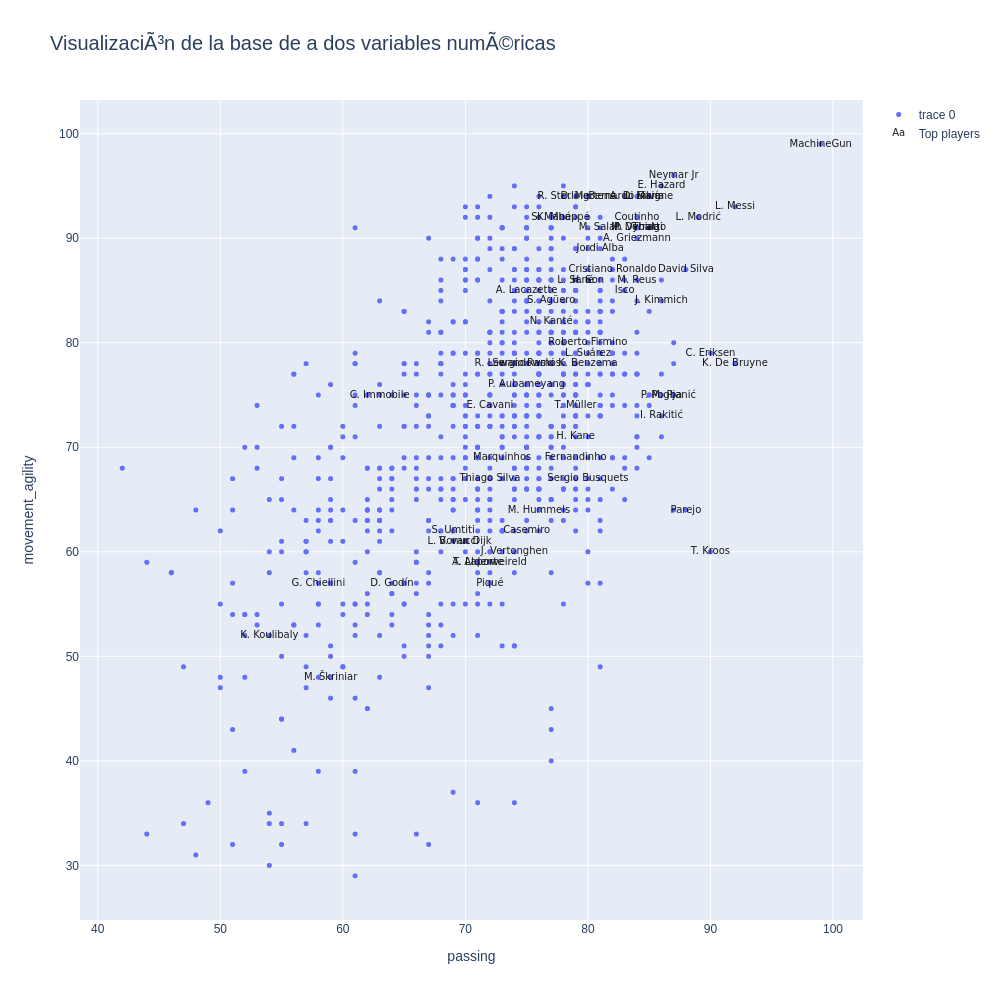 VisualizaciÃ³n de la base de a dos variables numÃ©ricas
trace 0
Aa Top players
100
90
80
70
60
50
40
30
movement_agility
MachineGun
Neymar Jr
E. Hazard
L. Messi
Coutinho
L. Modrić
A. Griezmann
Jordi Alba
Cristiano Ronaldo
David Silva
M. Reus
A. Lacazette
Isco
S. Agüero
J. Kimmich
N. Kanté
Roberto Firmino
L. Suárez
C. Eriksen
K. Benzema
K. De Bruyne
P. Aubameyang
C. Immobile
E. Cavani
T. Müller
I. Rakitić
H. Kane
Marquinhos
Fernandinho
Thiago Silva
Sergio Busquets
M. Hummels
Parejo
S. Umtiti
Casemiro
J. Vertonghen
T. Kroos
G. Chiellini
D. Godín
Piqué
K. Koulibaly
M. Škriniar
40
50
60
70
80
90
100
passing